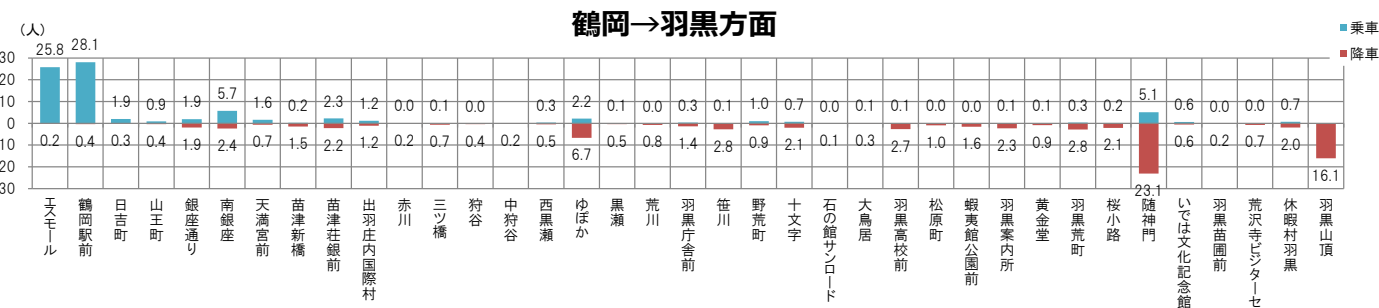 鶴岡→羽黒方面
(人)
乗車
降車
25.8 28.1 1.9 0.9 1.9 5.7 1.6 0.2 2.3 1.2 0.0 0.1 0.0 0.3 2.2 0.1 0.0 0.3 0.1 1.0 0.7 0.0 0.1 0.1 0.0 0.0 0.1 0.1 0.3 0.2 5.1 0.6 0.0 0.0 0.7
30
20
10
0
10
20
30
0.2 0.4 0.3 0.4 1.9 2.4 0.7 1.5 2.2 1.2 0.2 0.7 0.4 0.2 0.5 6.7 0.5 0.8 1.4 2.8 0.9 2.1 0.1 0.3 2.7 1.0 1.6 2.3 0.9 2.8 2.1 23.1 0.6 0.2 0.7 2.0 16.1
エスモール
鶴岡駅前
日吉町
山王町
銀座通り
南銀座
天満宮前
苗津新橋
苗津荘銀前
出羽庄内国際村
赤川
三ツ橋
狩谷
中狩谷
西黒瀬
ゆぽか
黒瀬
荒川
羽黒庁舎前
笹川
野荒町
十文字
石の館サンロード
大鳥居
羽黒高校前
松原町
蝦夷館公園前
羽黒案内所
黄金堂
羽黒荒町
桜小路
随神門
いでは文化記念館
羽黒苗圃前
荒沢寺ビジターセ
休暇村羽黒
羽黒山頂